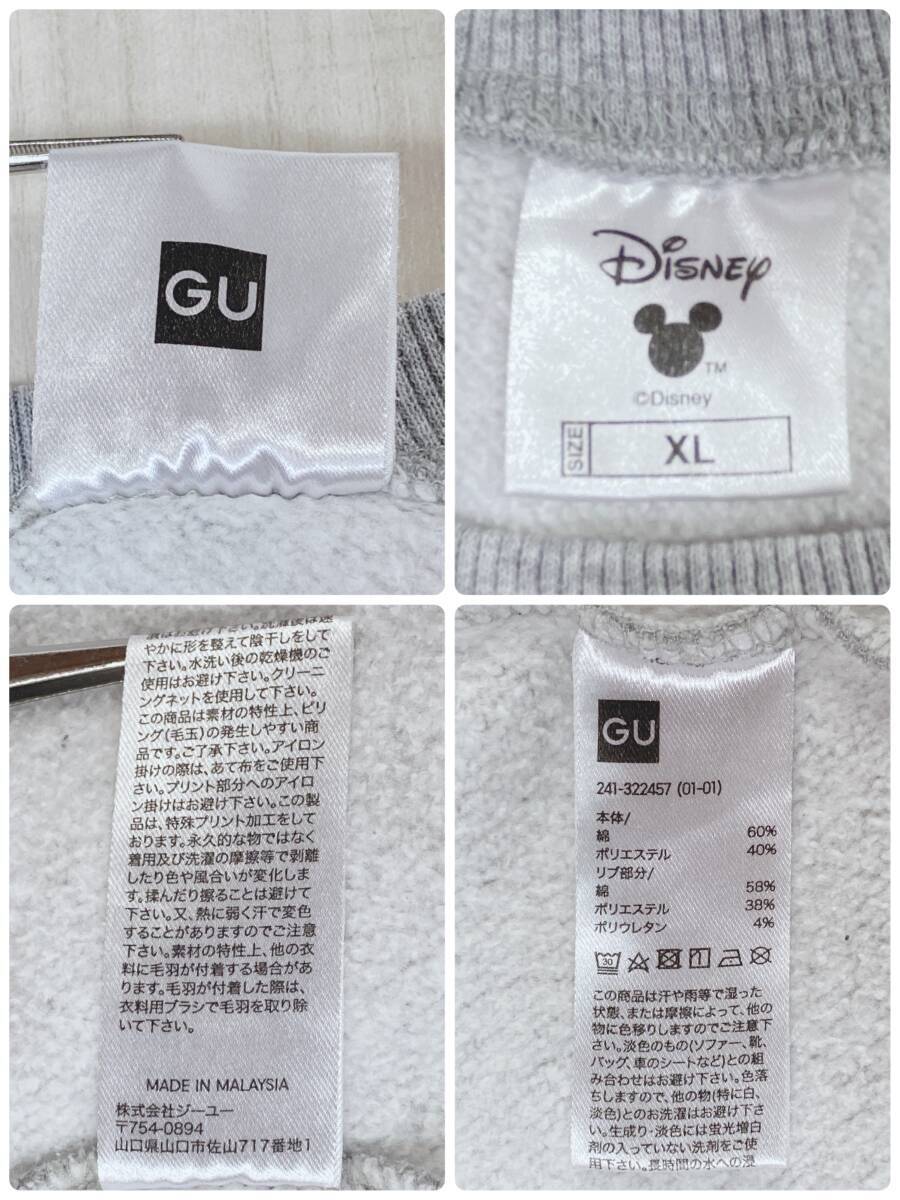 GU
Disney
TM
©Disney
SIZE
XL
やかに形を整えて陰干しをして
下さい。水洗い後の乾燥機のご
使用はお避け下さい。クリーニ
ングネットを使用して下さい。
この商品は素材の特性上、ピリ
ング(毛玉)の発生しやすい商
品です。ご了承下さい。アイロン
掛けの際は、あて布をご使用下
さい。プリント部分へのアイロ
ン掛けはお避け下さい。この製
品は、特殊プリント加工をして
おります。永久的な物ではなく
着用及び洗濯の摩擦等で剥離
したり色や風合いが変化しま
す。揉んだり擦ることは避けて
下さい。又、熱に弱く汗で変色
することがありますのでご注意
下さい。素材の特性上、他の衣
料に毛羽が付着する場合があ
ります。毛羽が付着した際は、
衣料用ブラシで毛羽を取り除
いて下さい。
MADE IN MALAYSIA
株式会社ジーユー
〒754-0894
山口県山口市佐山717番地1
GU
241-322457 (01-01)
本体/
綿 60%
ポリエステル 40%
リブ部分/
綿 58%
ポリエステル 38%
ポリウレタン 4%
30
この商品は汗や雨等で湿った
状態、または摩擦によって、他の
物に色移りしますのでご注意下
さい。淡色のもの(ソファー、靴、
バッグ、車のシートなど)との組
み合わせはお避け下さい。色落
ちしますので、他の物(特に白、
淡色)とのお洗濯はお避け下さ
い。生成り・淡色には蛍光増白
剤の入っていない洗剤をご使
用下さい。長時間の水への浸